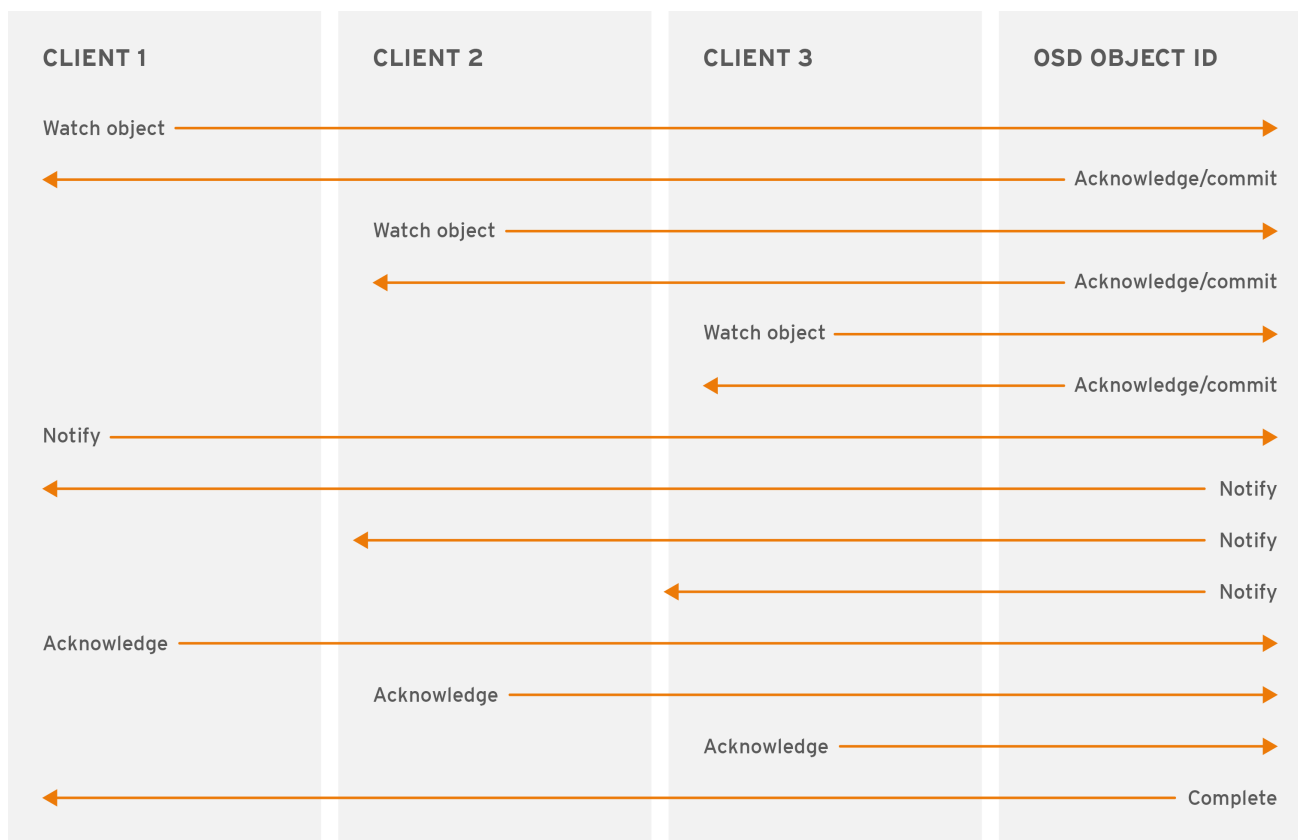 CLIENT 1
CLIENT 2
CLIENT 3
OSD OBJECT ID
Watch object
Acknowledge/commit
Watch object
Acknowledge/commit
Watch object
Acknowledge/commit
Notify
Notify
Notify
Notify
Acknowledge
Acknowledge
Acknowledge
Complete